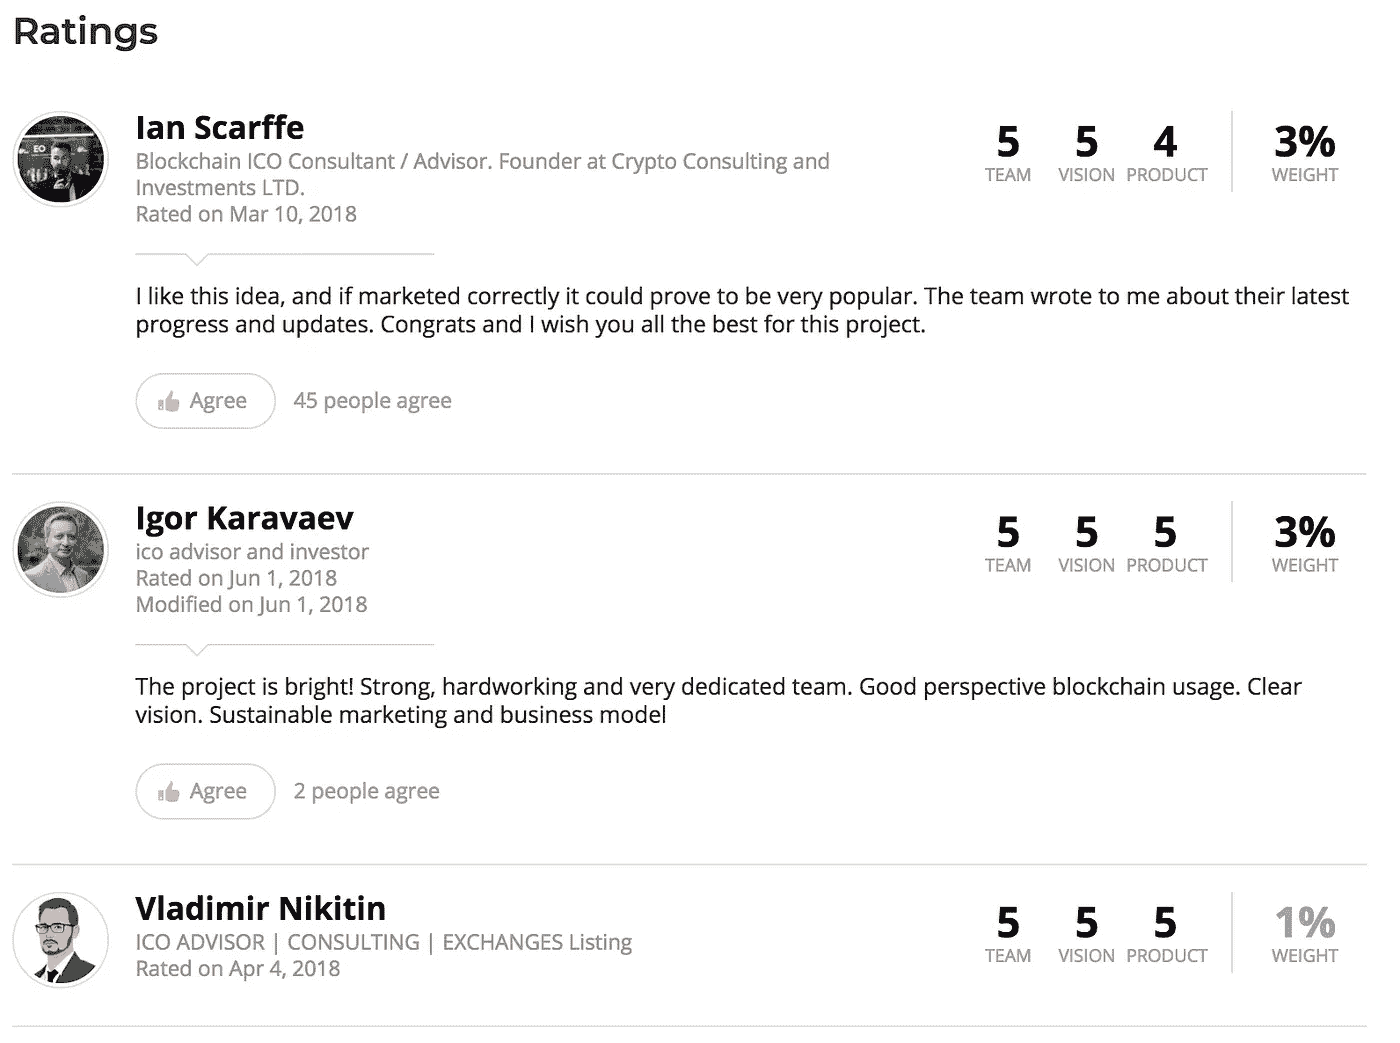 Ratings
Ian Scarffe
Blockchain ICO Consultant / Advisor. Founder at Crypto Consulting and
Investments LTD.
Rated on Mar 10, 2018
5 5 4 3%
TEAM VISION PRODUCT WEIGHT
I like this idea, and if marketed correctly it could prove to be very popular. The team wrote to me about their latest
progress and updates. Congrats and I wish you all the best for this project.
Agree 45 people agree
Igor Karavaev
ico advisor and investor
Rated on Jun 1, 2018
Modified on Jun 1, 2018
5 5 5 3%
TEAM VISION PRODUCT WEIGHT
The project is bright! Strong, hardworking and very dedicated team. Good perspective blockchain usage. Clear
vision. Sustainable marketing and business model
Agree 2 people agree
Vladimir Nikitin
ICO ADVISOR | CONSULTING | EXCHANGES Listing
Rated on Apr 4, 2018
5 5 5 1%
TEAM VISION PRODUCT WEIGHT